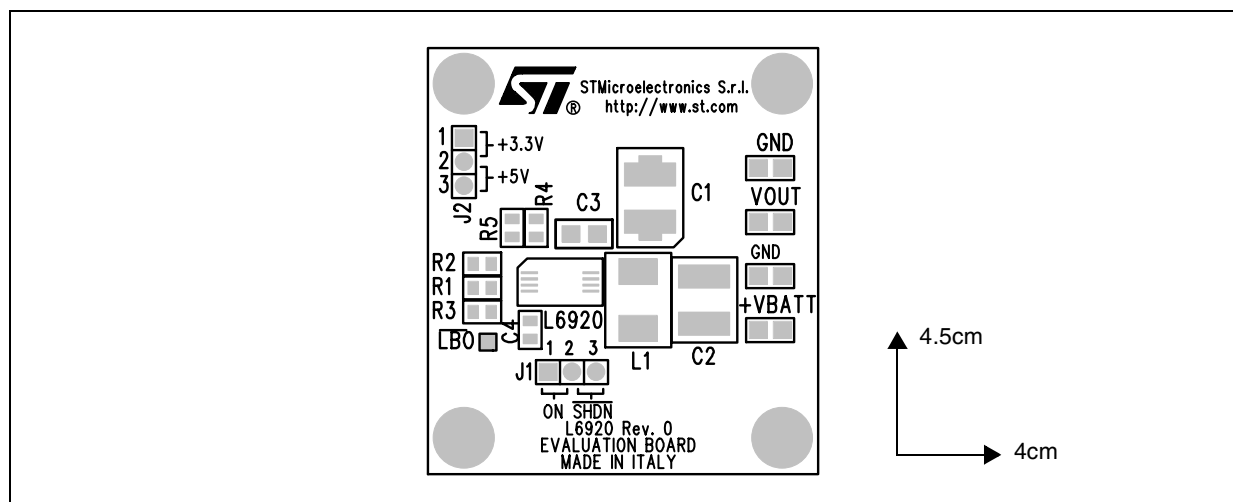 ST®
STMicroelectronics S.r.l.
http://www.st.com
1
2
3
+3.3V
+5V
J2
R5
R4
C3
C1
GND
VOUT
GND
+VBATT
R2
R1
R3
LBO
C4
L6920
L1
C2
1 2 3
J1
ON SHDN
L6920 Rev. 0
EVALUATION BOARD
MADE IN ITALY
4.5cm
4cm